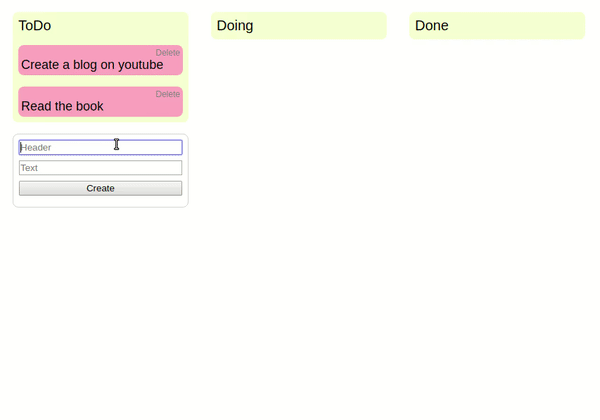 ToDo
Delete
Create a blog on youtube
Delete
Read the book
Header
Text
Create
Doing
Done